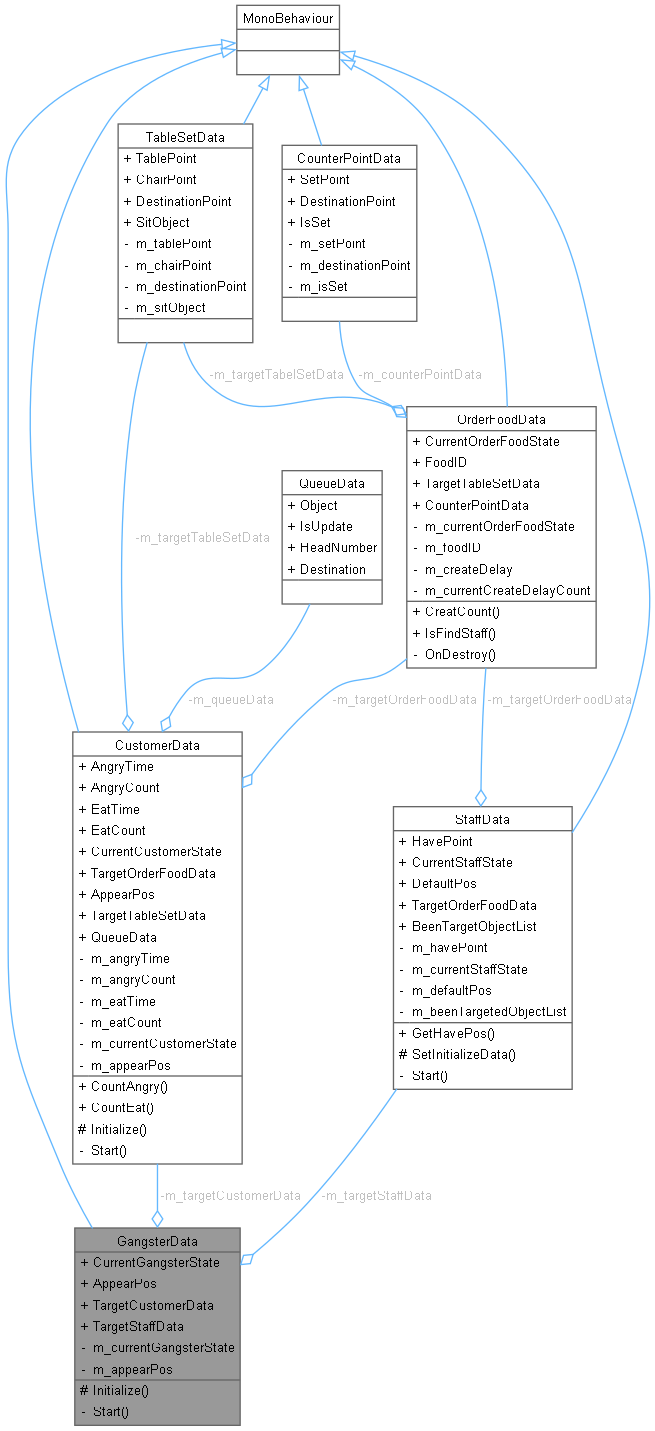 MonoBehaviour
TableSetData
+ TablePoint
+ ChairPoint
+ DestinationPoint
+ SitObject
- m_tablePoint
- m_chairPoint
- m_destinationPoint
- m_sitObject
CounterPointData
+ SetPoint
+ DestinationPoint
+ IsSet
- m_setPoint
- m_destinationPoint
- m_isSet
-m_targetTabelSetData
-m_counterPointData
OrderFoodData
+ CurrentOrderFoodState
+ FoodID
+ TargetTableSetData
+ CounterPointData
- m_currentOrderFoodState
- m_foodID
- m_createDelay
- m_currentCreateDelayCount
+ CreatCount()
+ IsFindStaff()
- OnDestroy()
QueueData
+ Object
+ IsUpdate
+ HeadNumber
+ Destination
-m_targetTableSetData
-m_queueData
-m_targetOrderFoodData
-m_targetOrderFoodData
CustomerData
+ AngryTime
+ AngryCount
+ EatTime
+ EatCount
+ CurrentCustomerState
+ TargetOrderFoodData
+ AppearPos
+ TargetTableSetData
+ QueueData
- m_angryTime
- m_angryCount
- m_eatTime
- m_eatCount
- m_currentCustomerState
- m_appearPos
+ CountAngry()
+ CountEat()
# Initialize()
- Start()
StaffData
+ HavePoint
+ CurrentStaffState
+ DefaultPos
+ TargetOrderFoodData
+ BeenTargetObjectList
- m_havePoint
- m_currentStaffState
- m_defaultPos
- m_beenTargetedObjectList
+ GetHavePos()
# SetInitializeData()
- Start()
-m_targetCustomerData
-m_targetStaffData
GangsterData
+ CurrentGangsterState
+ AppearPos
+ TargetCustomerData
+ TargetStaffData
- m_currentGangsterState
- m_appearPos
# Initialize()
- Start()